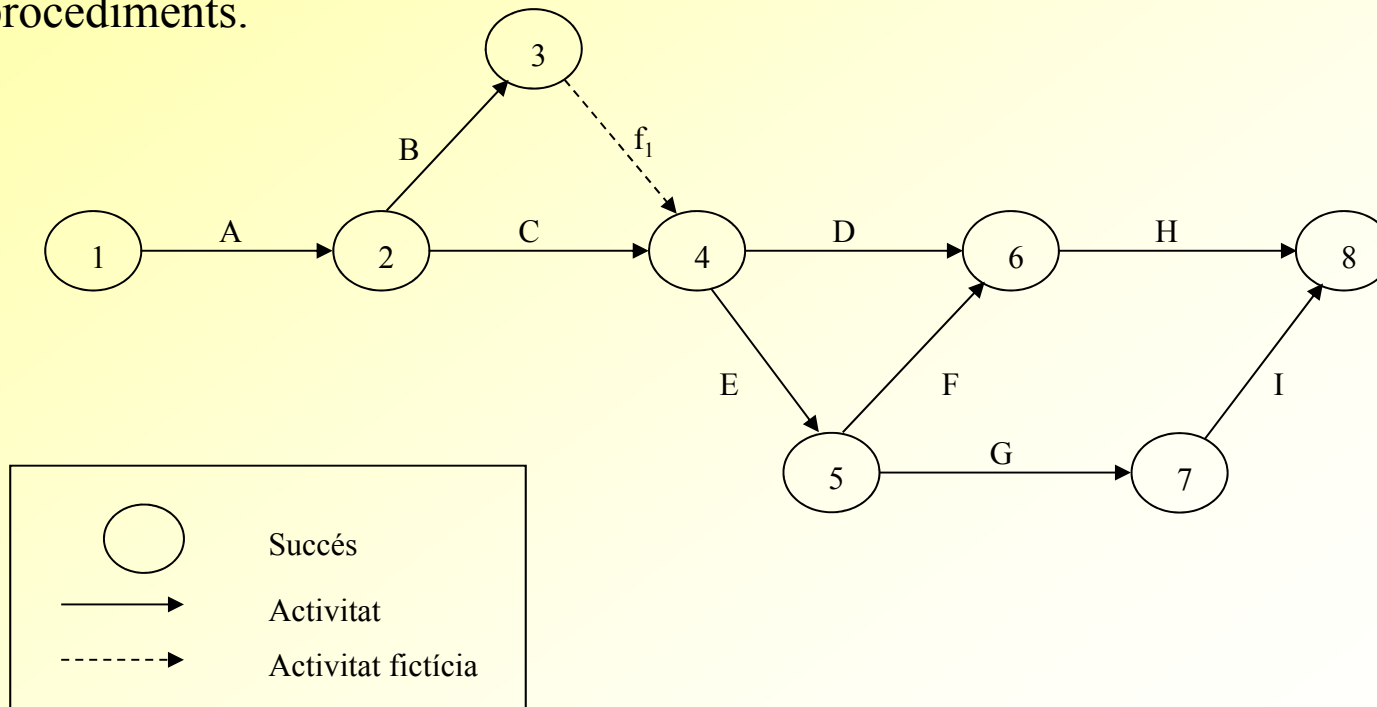 procediments.
3
B
f1
1
A
2
C
4
D
6
H
8
E
F
I
5
G
7
Succés
Activitat
Activitat fictícia